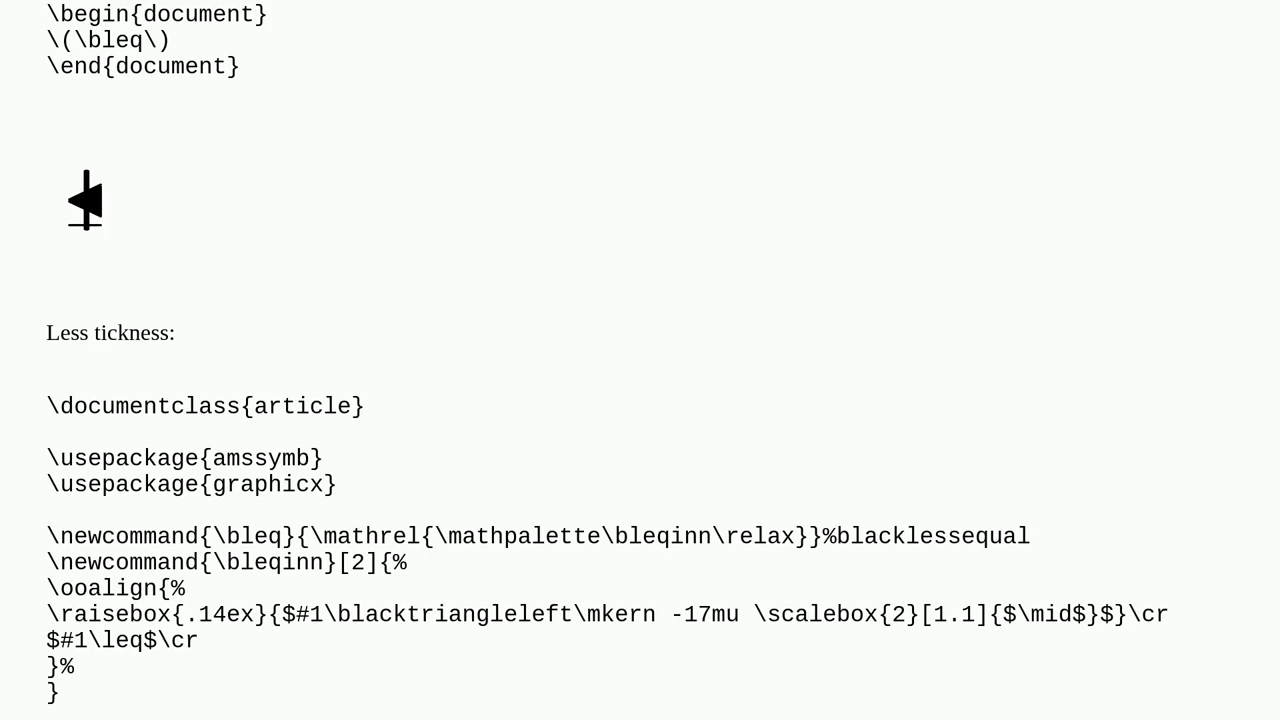 \begin{document}
\(\bleq\)
\end{document}
Less tickness:
\documentclass{article}
\usepackage{amssymb}
\usepackage{graphicx}
\newcommand{\bleq}{\mathrel{\mathpalette\bleqinn\relax}}%blacklessequal
\newcommand{\bleqinn}[2]{%
\ooalign{%
\raisebox{.14ex}{$#1\blacktriangleleft\mkern -17mu \scalebox{2}[1.1]{$\mid$}$}\cr
$#1\leq$\cr
}%
}